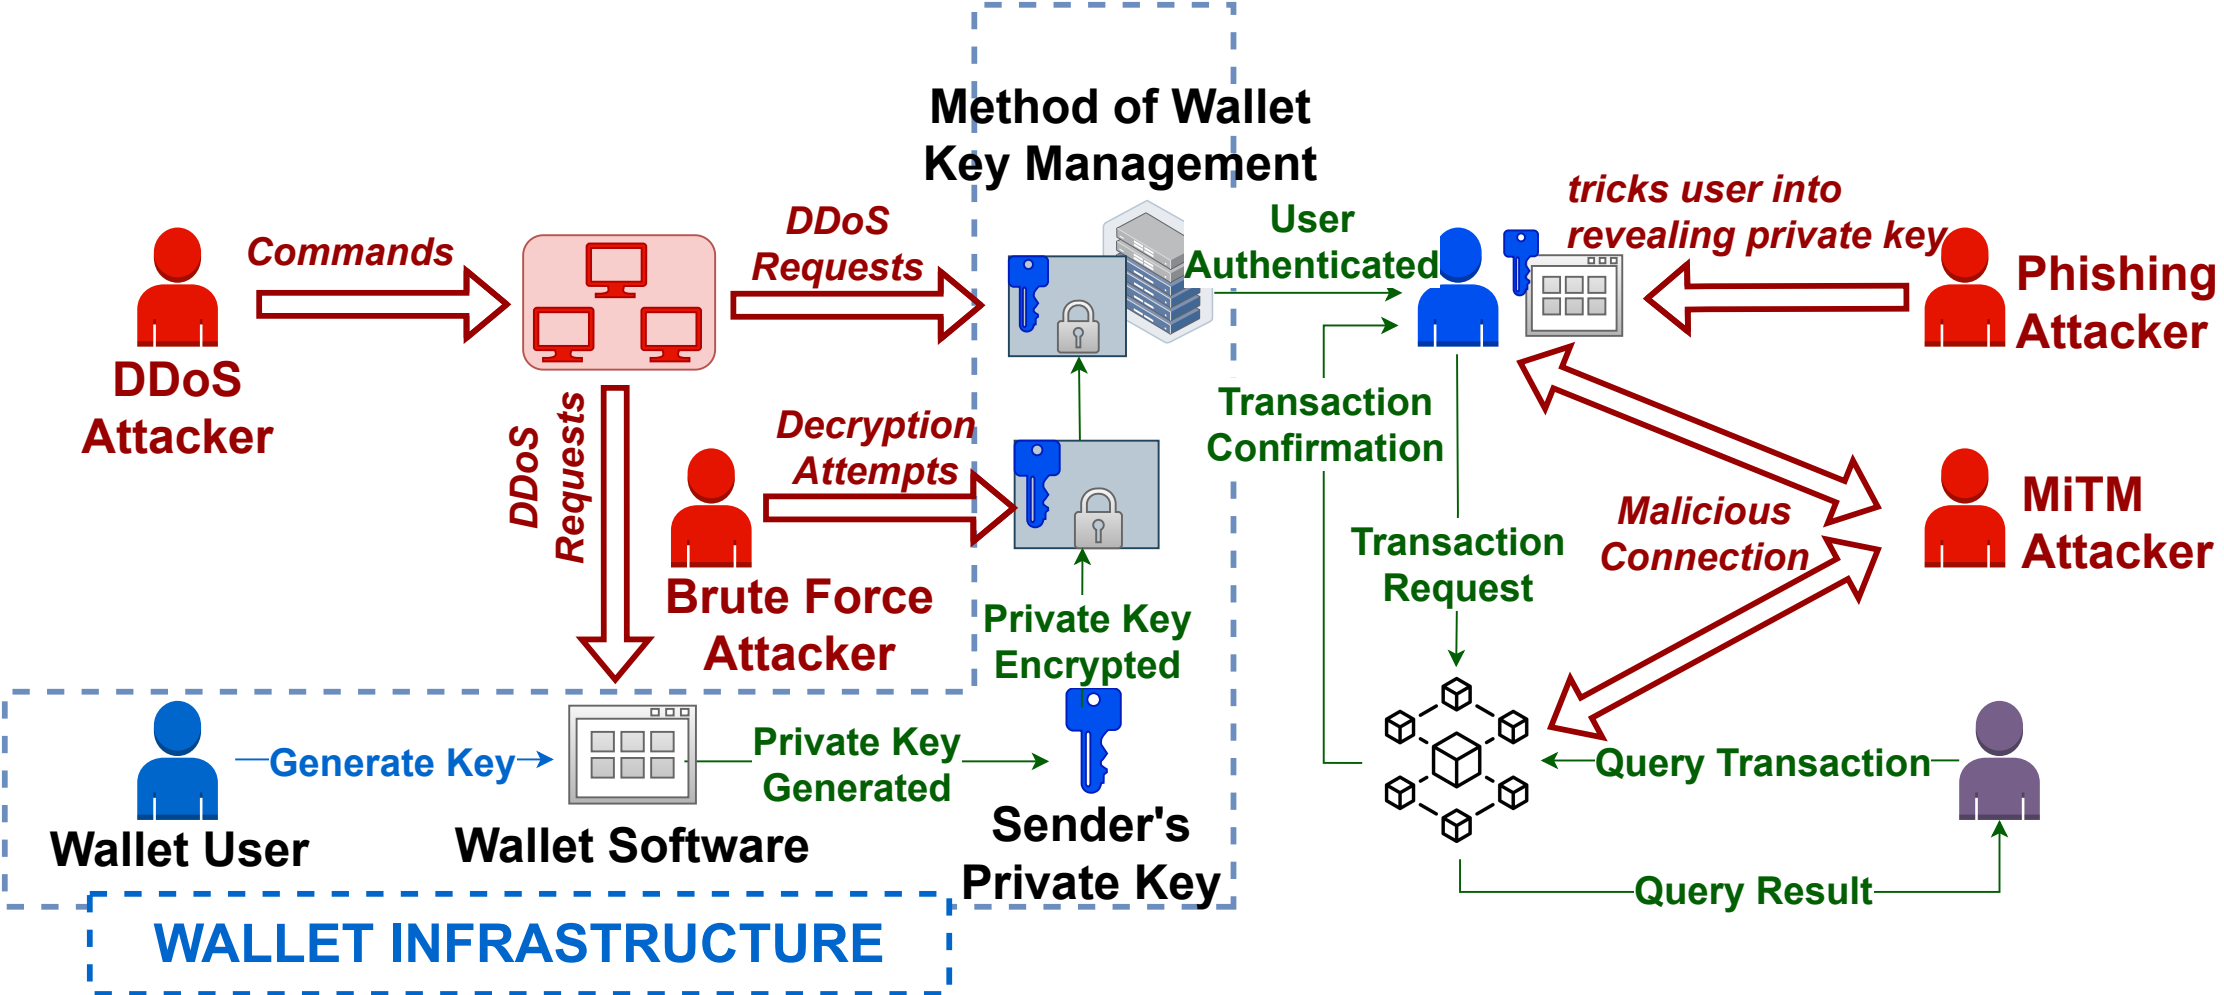 Method of Wallet
Key Management
Commands
DDoS
Requests
User
Authenticated
tricks user into
revealing private key
Phishing
Attacker
DDoS
Attacker
DDoS
Requests
Decryption
Attempts
Transaction
Confirmation
Malicious
Connection
MiTM
Attacker
Transaction
Request
Brute Force
Attacker
Private Key
Encrypted
Generate Key
Private Key
Generated
Query Transaction
Wallet User
Wallet Software
Sender's
Private Key
Query Result
WALLET INFRASTRUCTURE